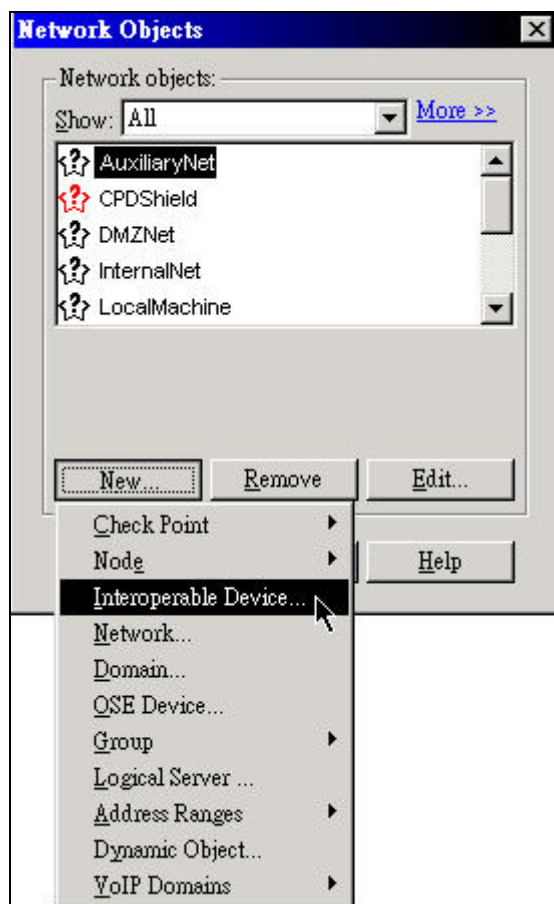 Network Objects
Network objects:
Show: All More >>
AuxiliaryNet
CPDShield
DMZNet
InternalNet
LocalMachine
New... Remove Edit...
Check Point
Help
Node
Interoperable Device...
Network...
Domain...
OSE Device...
Group
Logical Server ...
Address Ranges
Dynamic Object...
VoIP Domains